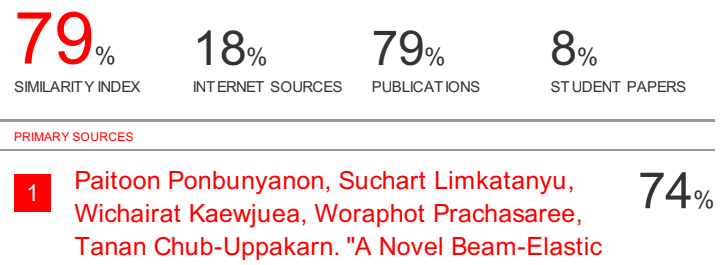 79% 18% 79% 8%
SIMILARITY INDEX INTERNET SOURCES PUBLICATIONS STUDENT PAPERS
PRIMARY SOURCES
1 Paitoon Ponbunyanon, Suchart Limkatanyu, 74%
Wichairat Kaewjuea, Woraphot Prachasaree,
Tanan Chub-Uppakarn. "A Novel Beam-Elastic